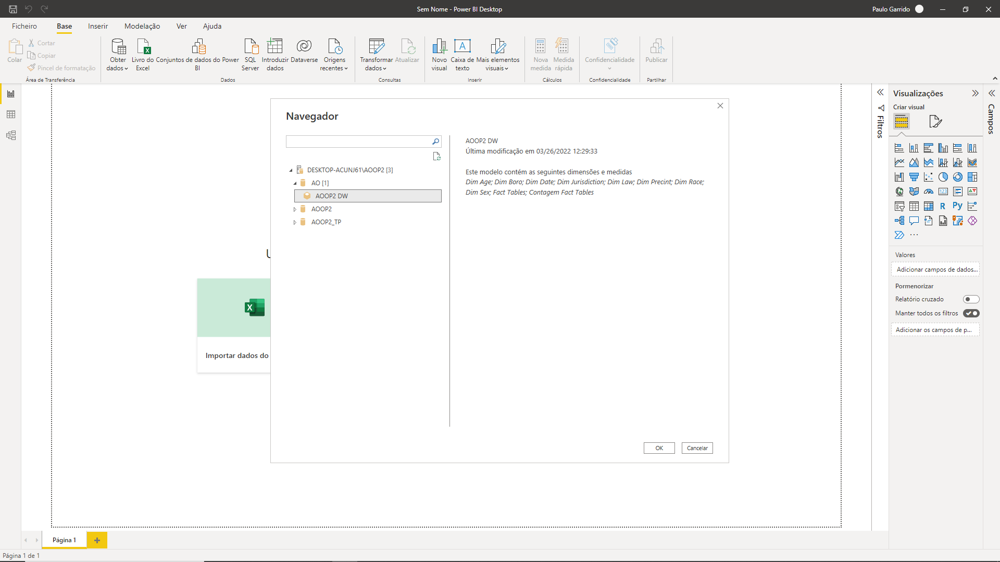 Sem Nome - Power BI Desktop
Paulo Garrido
Ficheiro
Base
Inserir
Modelação
Ver
Ajuda
Colar
Cortar
Copiar
Pincel de formatação
Área de Transferência
Obter dados
Livro do Excel
Conjuntos de dados do Power BI
SQL Server
Introduzir dados
Dataverse
Origens recentes
Dados
Transformar dados
Atualizar
Consultas
Novo visual
Caixa de texto
Mais elementos visuais
Inserir
Nova medida
Medida rápida
Cálculos
Confidencialidade
Confidencialidade
Publicar
Partilhar
Navegador
DESKTOP-ACUNJ61\AOOP2 [3]
AO [1]
AOOP2 DW
AOOP2
AOOP2_TP
AOOP2 DW
Última modificação em 03/26/2022 12:29:33
Este modelo contém as seguintes dimensões e medidas
Dim Age; Dim Boro; Dim Date; Dim Jurisdiction; Dim Law; Dim Precint; Dim Race;
Dim Sex; Fact Tables; Contagem Fact Tables
OK
Cancelar
Importar dados do
Filtros
Visualizações
Criar visual
Campos
Valores
Adicionar campos de dados...
Pormenorizar
Relatório cruzado
Manter todos os filtros
Adicionar os campos de p...
Página 1
Página 1 de 1